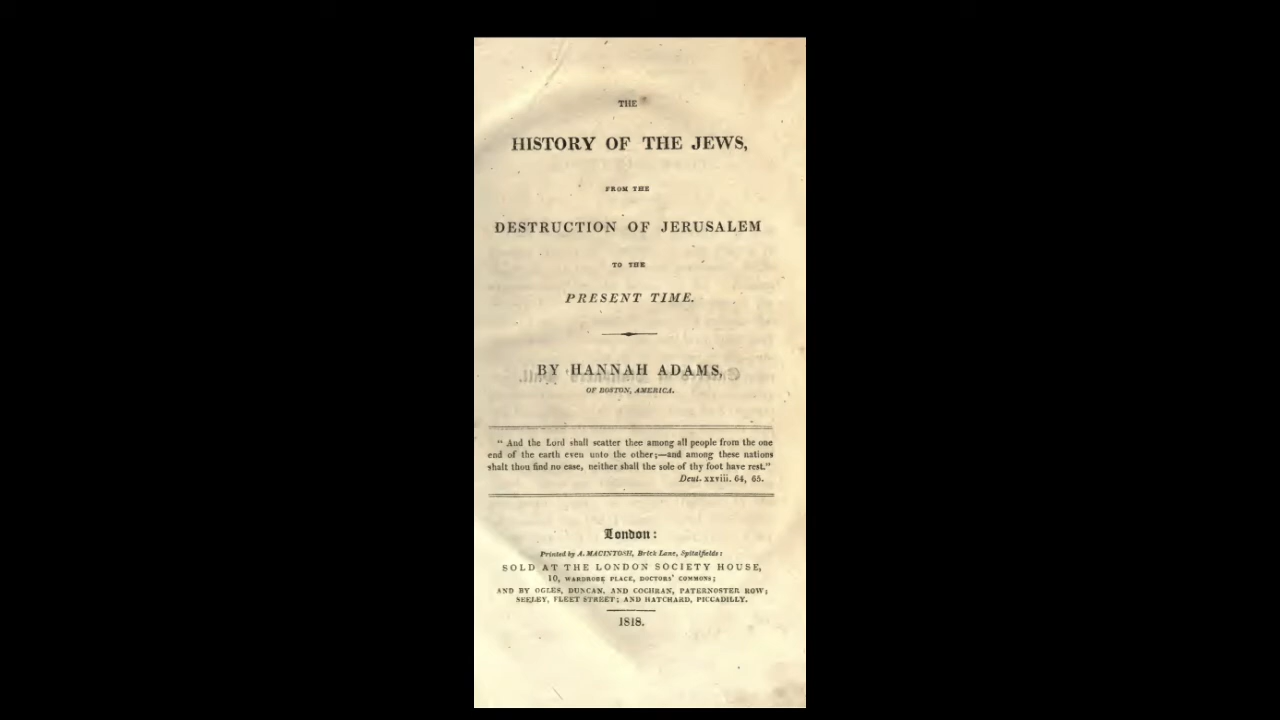 THE
HISTORY OF THE JEWS,
FROM THE
DESTRUCTION OF JERUSALEM
TO THE
PRESENT TIME.
BY HANNAH ADAMS,
OF BOSTON, AMERICA.
" And the Lord shall scatter thee among all people from the one
end of the earth even unto the other;—and among these nations
shalt thou find no ease, neither shall the sole of thy foot have rest."
Deut. xxviii. 64, 65.
London:
Printed by A. MACINTOSH, Brick Lane, Spitalfields:
SOLD AT THE LONDON SOCIETY HOUSE,
10, WARDROBE PLACE, DOCTORS' COMMONS;
AND BY OGLES, DUNCAN, AND COCHRAN, PATERNOSTER ROW;
SEELEY, FLEET STREET; AND HATCHARD, PICCADILLY.
1818.